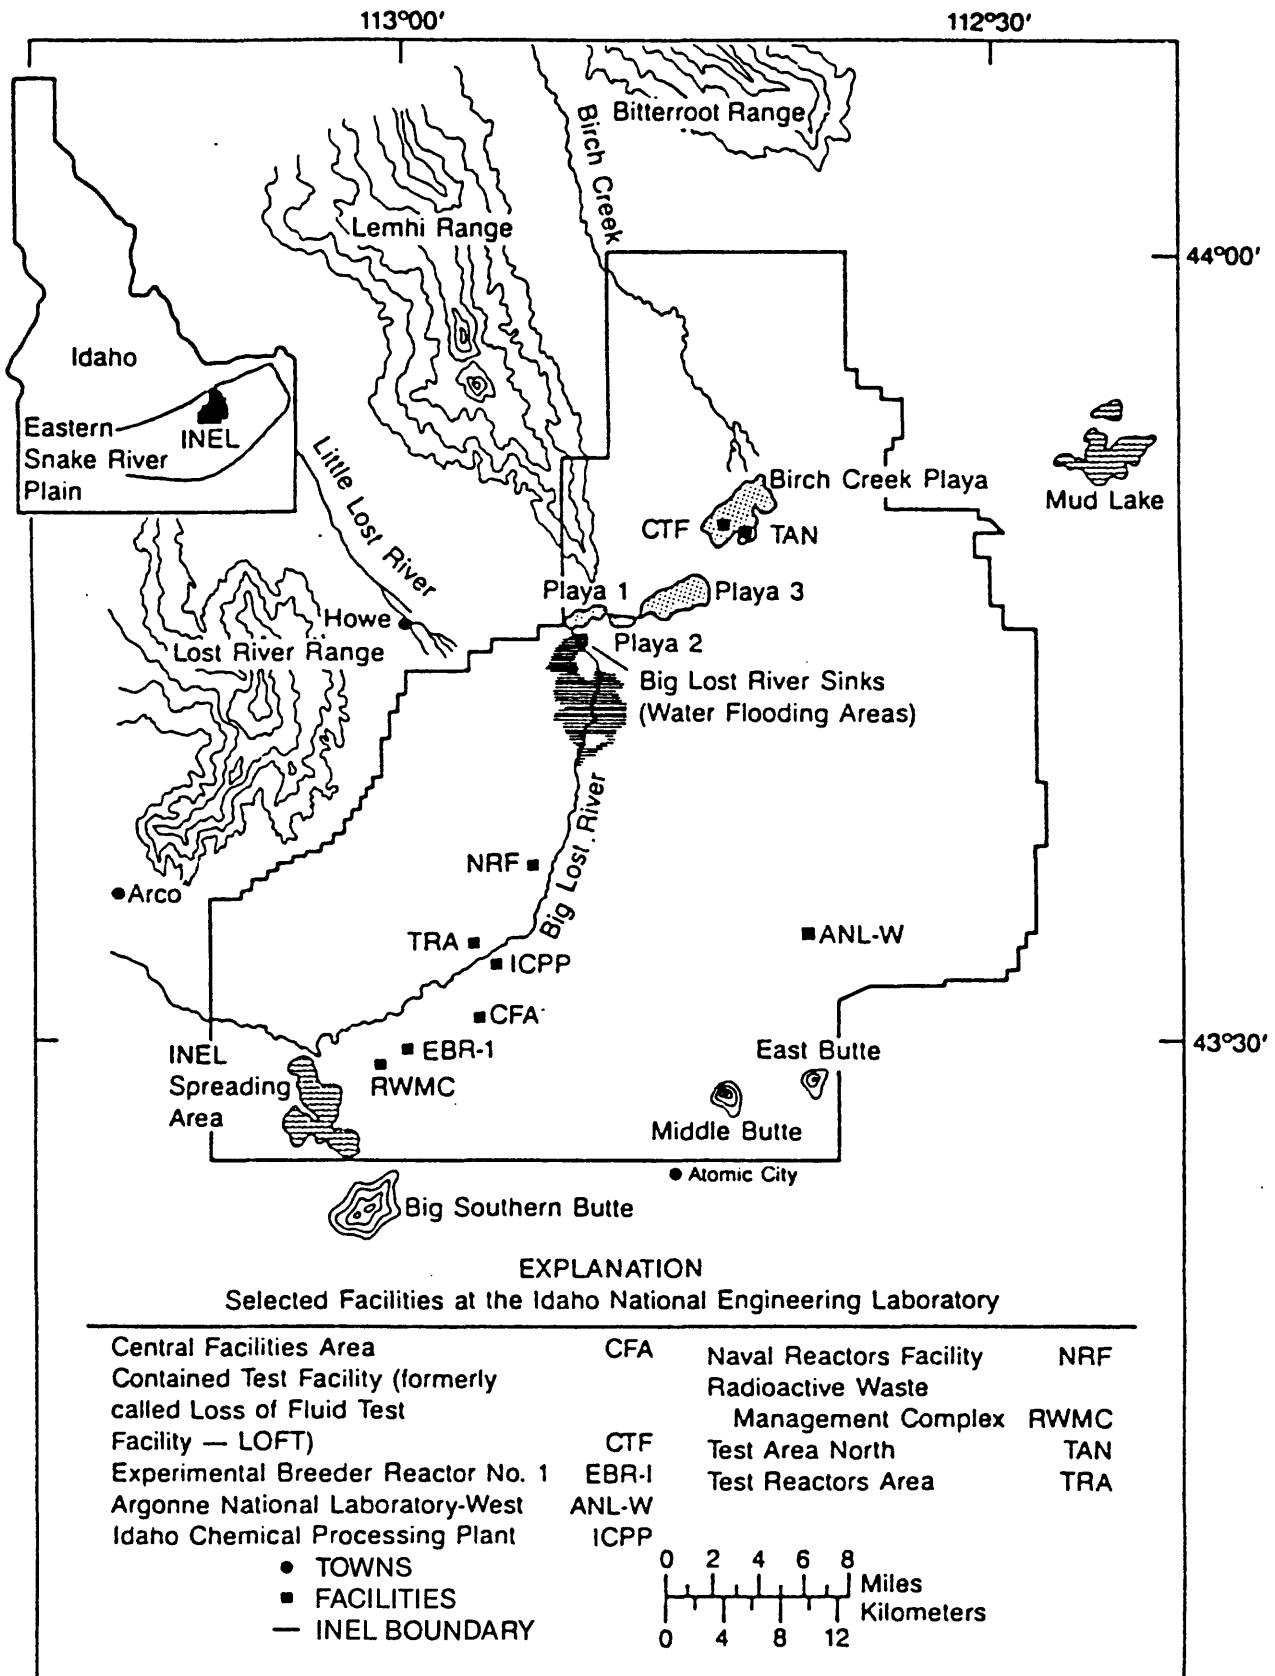 113°00'
112°30'
Bitterroot Range
Birch Creek
Lemhi Range
44°00'
Idaho
Eastern
Snake River
Plain
INEL
Little Lost River
Birch Creek Playa
Mud Lake
CTF
TAN
Playa 1
Playa 3
Howe
Playa 2
Lost River Range
Big Lost River Sinks
(Water Flooding Areas)
Big Lost River
NRF
Arco
TRA
ICPP
ANL-W
CFA
43°30'
EBR-1
RWMC
INEL
Spreading
Area
East Butte
Middle Butte
Atomic City
Big Southern Butte
EXPLANATION
Selected Facilities at the Idaho National Engineering Laboratory
Central Facilities Area CFA
Contained Test Facility (formerly
called Loss of Fluid Test
Facility — LOFT) CTF
Experimental Breeder Reactor No. 1 EBR-I
Argonne National Laboratory-West ANL-W
Idaho Chemical Processing Plant ICPP
Naval Reactors Facility NRF
Radioactive Waste
Management Complex RWMC
Test Area North TAN
Test Reactors Area TRA
TOWNS
FACILITIES
INEL BOUNDARY
0 2 4 6 8
Miles
Kilometers
0 4 8 12